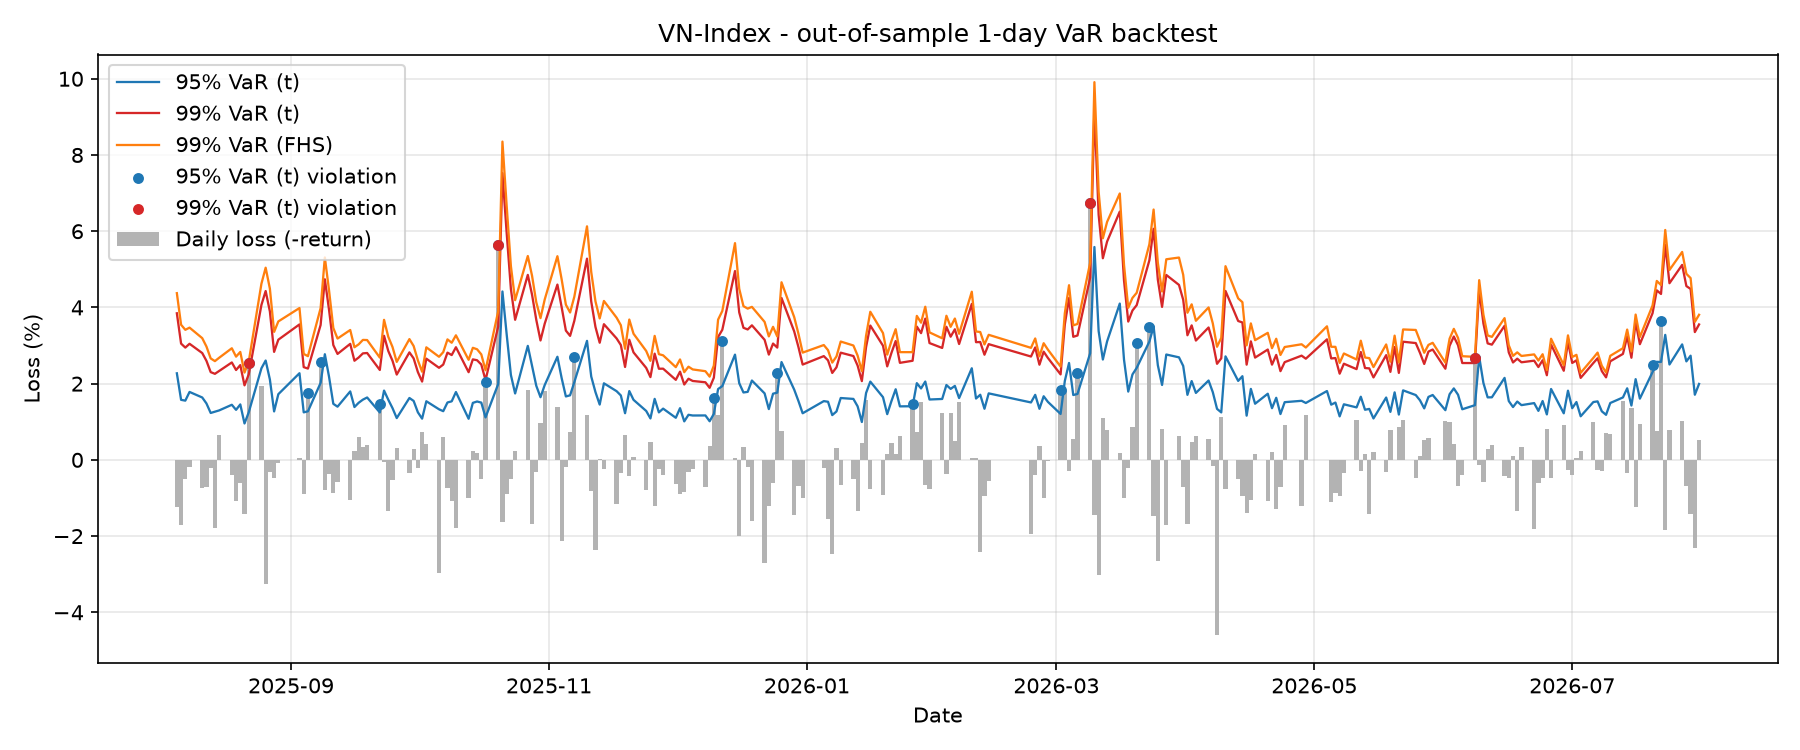 VN-Index - out-of-sample 1-day VaR backtest
95% VaR (t)
99% VaR (t)
99% VaR (FHS)
95% VaR (t) violation
99% VaR (t) violation
Daily loss (-return)
Loss (%)
10
8
6
4
2
0
−2
−4
2025-09
2025-11
2026-01
2026-03
2026-05
2026-07
Date